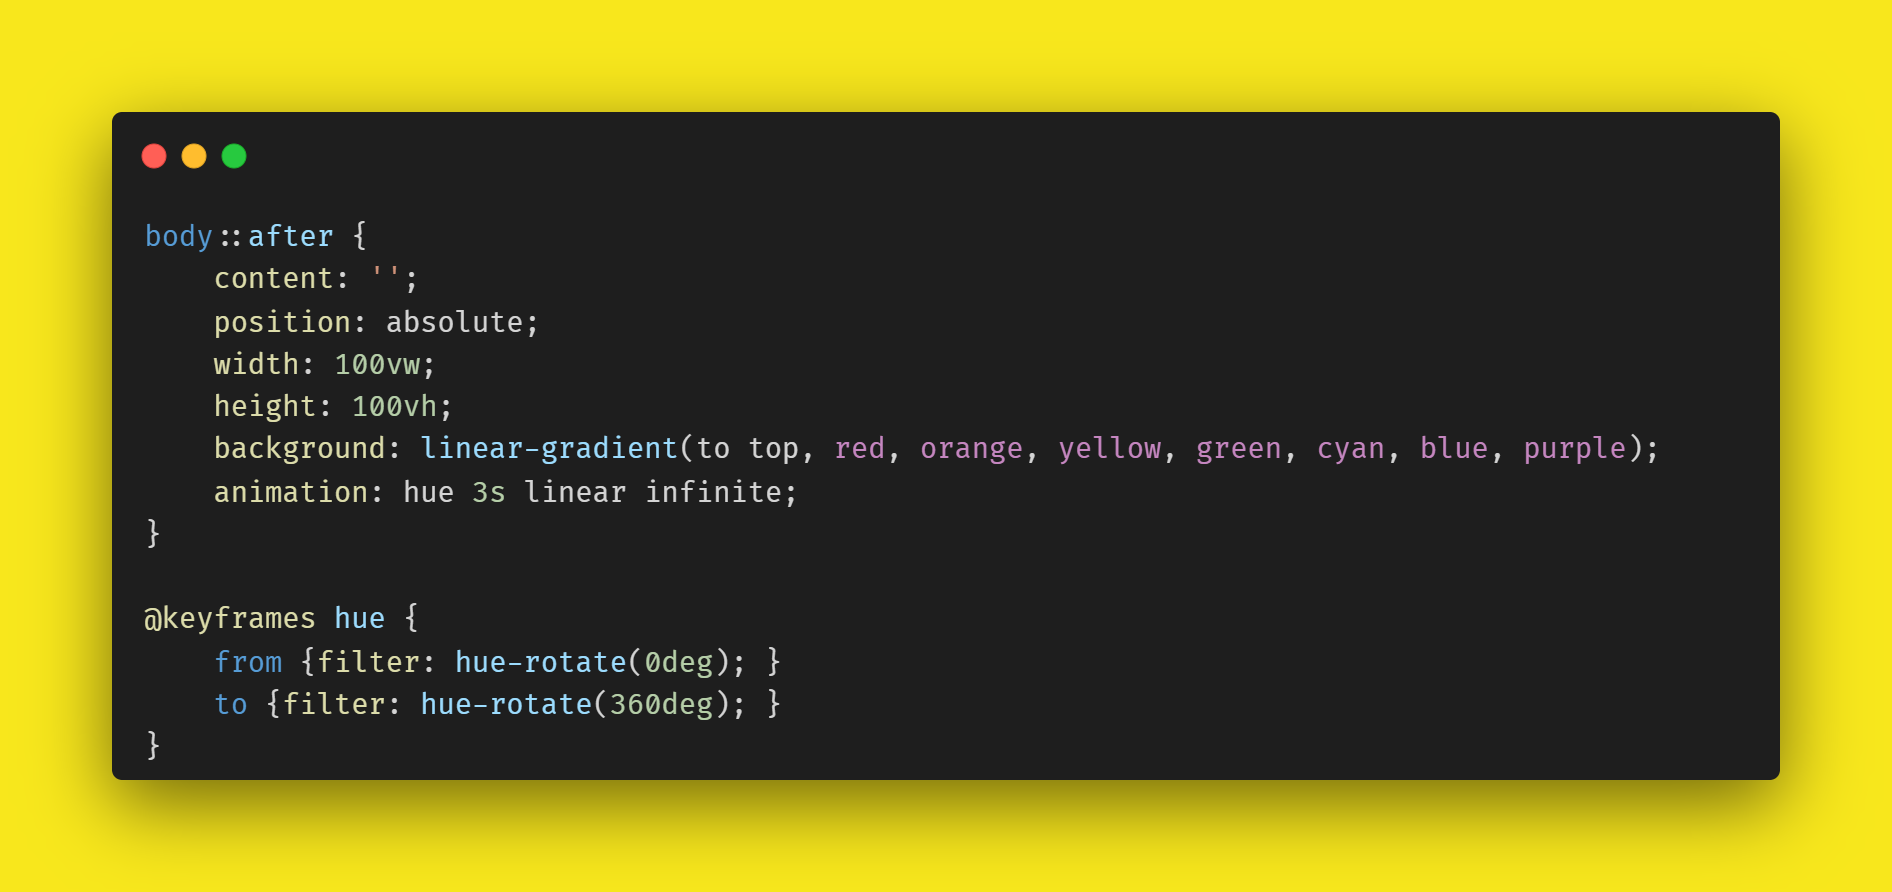 body::after {
    content: '';
    position: absolute;
    width: 100vw;
    height: 100vh;
    background: linear-gradient(to top, red, orange, yellow, green, cyan, blue, purple);
    animation: hue 3s linear infinite;
}

@keyframes hue {
    from {filter: hue-rotate(0deg); }
    to {filter: hue-rotate(360deg); }
}